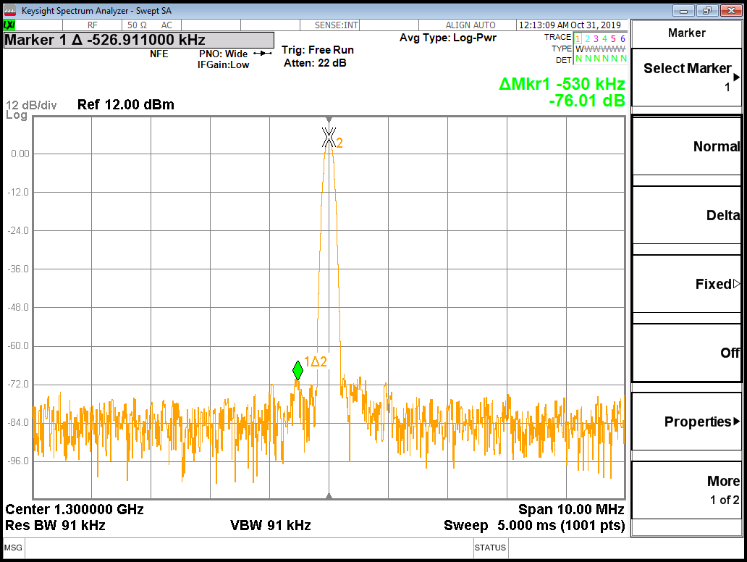 Keysight Spectrum Analyzer - Swept SA
LXI
RF
50 Ω
AC
SENSE:INT
ALIGN AUTO
12:13:09 AM Oct 31, 2019
Marker 1 Δ -526.911000 kHz
NFE
PNO: Wide
IFGain:Low
Trig: Free Run
Atten: 22 dB
Avg Type: Log-Pwr
TRACE 1 2 3 4 5 6
TYPE WWWWWW
DET N N N N N N
ΔMkr1 -530 kHz
-76.01 dB
12 dB/div
Ref 12.00 dBm
Log
0.00
-12.0
-24.0
-36.0
-48.0
-60.0
-72.0
-84.0
-96.0
2
1Δ2
Center 1.300000 GHz
Span 10.00 MHz
Res BW 91 kHz
VBW 91 kHz
Sweep 5.000 ms (1001 pts)
MSG
STATUS
Marker
Select Marker
1
Normal
Delta
Fixed
Off
Properties
More
1 of 2